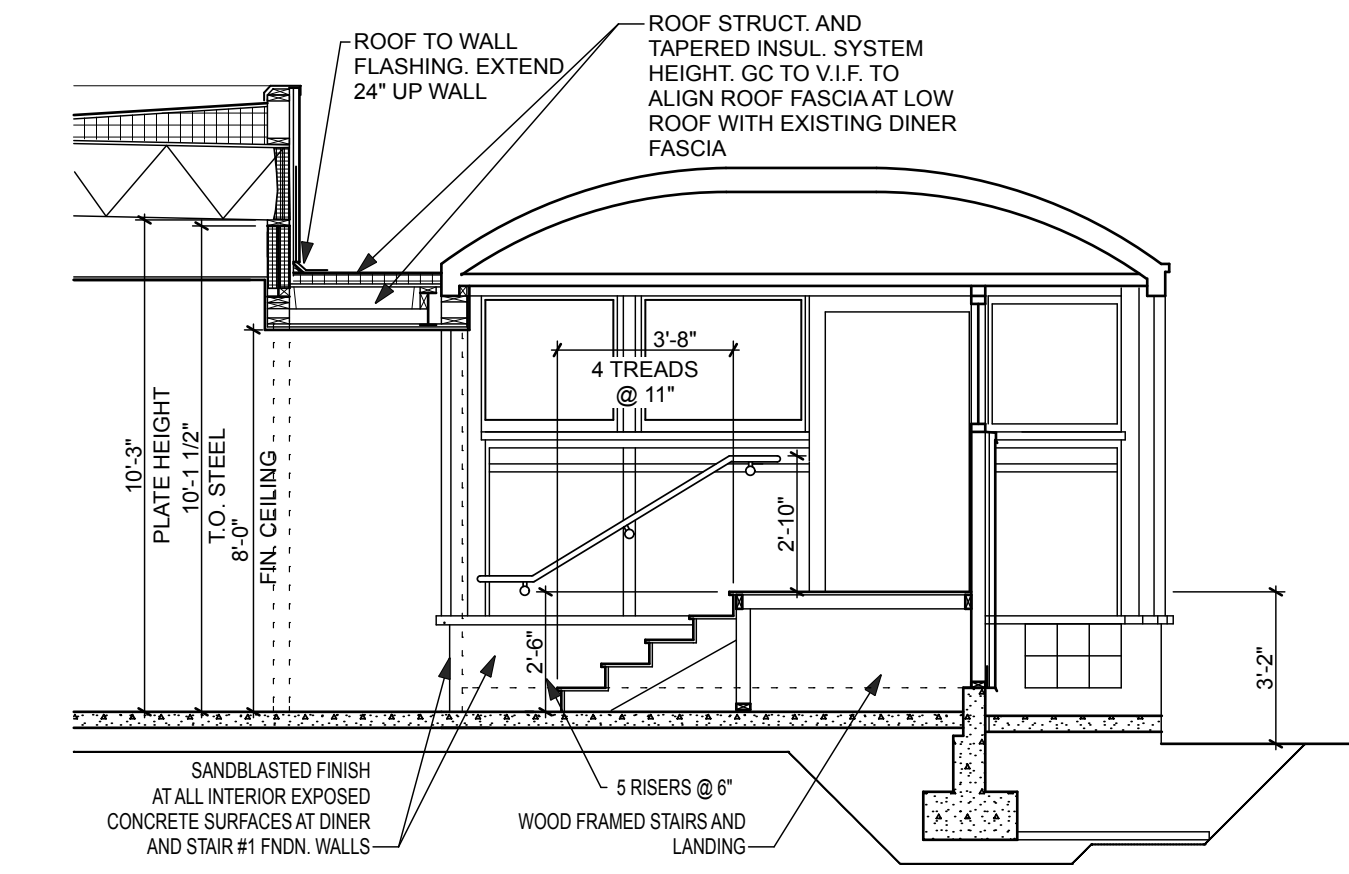 ROOF TO WALL
FLASHING. EXTEND
24" UP WALL
ROOF STRUCT. AND
TAPERED INSUL. SYSTEM
HEIGHT. GC TO V.I.F. TO
ALIGN ROOF FASCIA AT LOW
ROOF WITH EXISTING DINER
FASCIA
3'-8"
4 TREADS
@ 11"
10'-3"
PLATE HEIGHT
10'-1 1/2"
T.O. STEEL
8'-0"
FIN. CEILING
2'-10"
2'-6"
3'-2"
SANDBLASTED FINISH
AT ALL INTERIOR EXPOSED
CONCRETE SURFACES AT DINER
AND STAIR #1 FNDN. WALLS
5 RISERS @ 6"
WOOD FRAMED STAIRS AND
LANDING